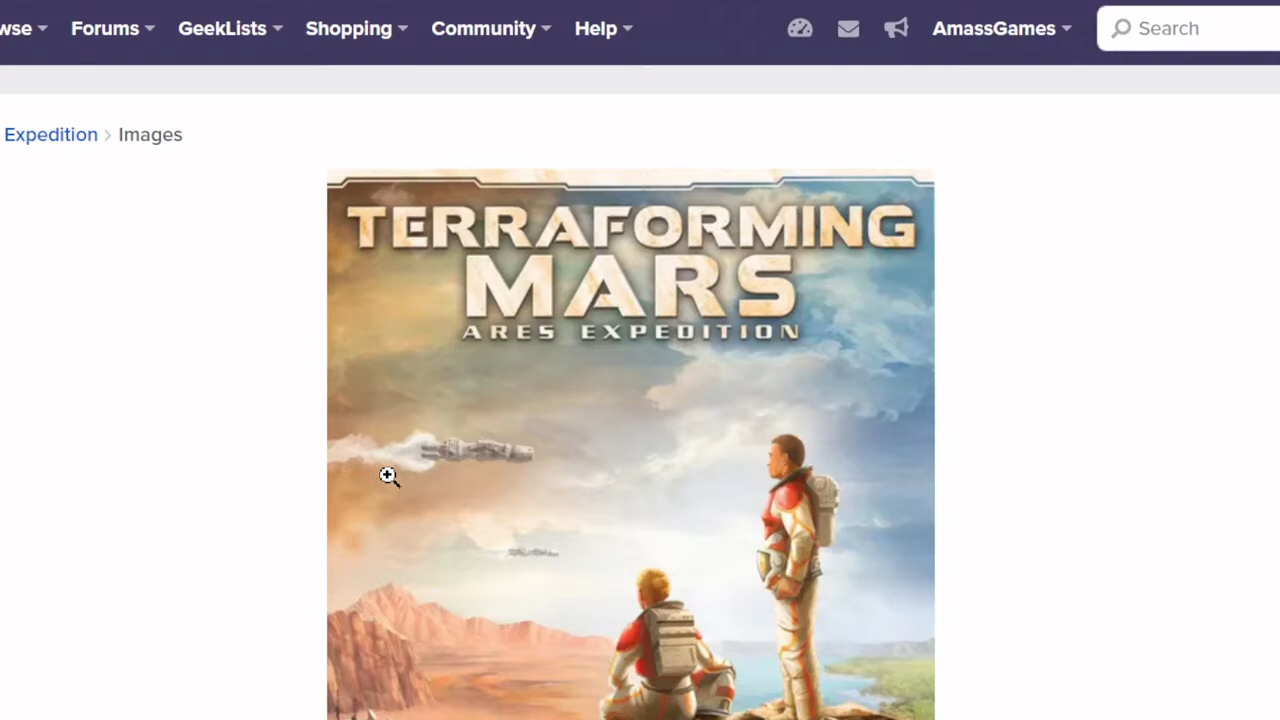 wse Forums GeekLists Shopping Community Help AmassGames Search
Expedition > Images
TERRAFORMING
MARS
ARES EXPEDITION